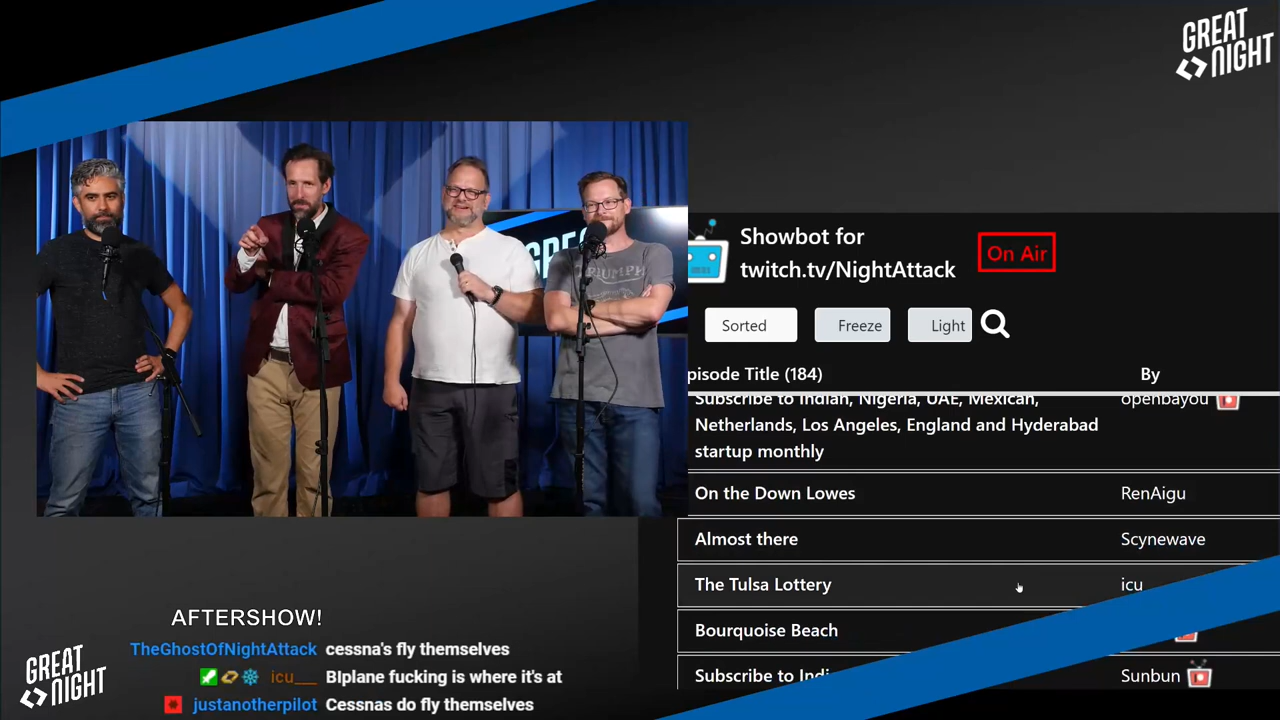 GREAT
NIGHT
Showbot for
twitch.tv/NightAttack
On Air
Sorted
Freeze
Light
pisode Title (184)
By
Subscribe to Indian, Nigeria, UAE, Mexican,
Netherlands, Los Angeles, England and Hyderabad
startup monthly
openbayou
On the Down Lowes
RenAigu
Almost there
Scynewave
The Tulsa Lottery
icu
Bourquoise Beach
Subscribe to Indi
Sunbun
TRIUMPH
AFTERSHOW!
TheGhostOfNightAttack cessna's fly themselves
icu___ BIplane fucking is where it's at
justanotherpilot Cessnas do fly themselves
GREAT
NIGHT